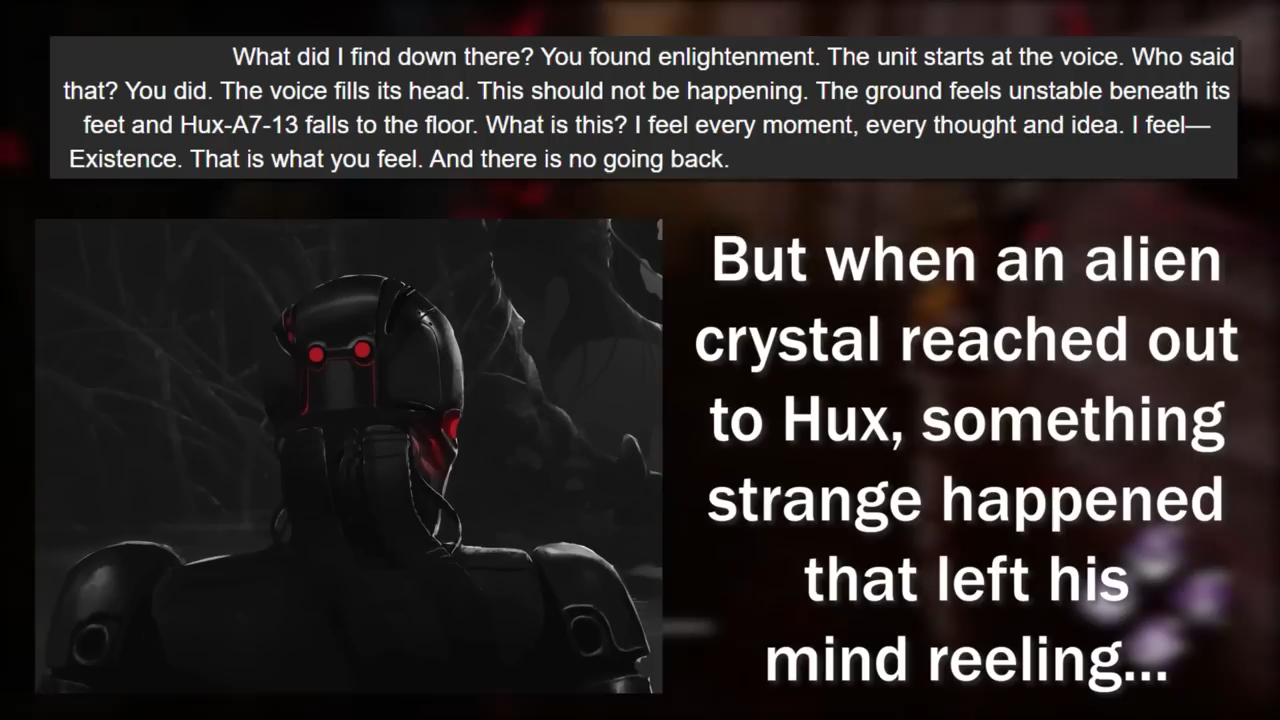 What did I find down there? You found enlightenment. The unit starts at the voice. Who said
that? You did. The voice fills its head. This should not be happening. The ground feels unstable beneath its
feet and Hux-A7-13 falls to the floor. What is this? I feel every moment, every thought and idea. I feel—
Existence. That is what you feel. And there is no going back.
But when an alien
crystal reached out
to Hux, something
strange happened
that left his
mind reeling...